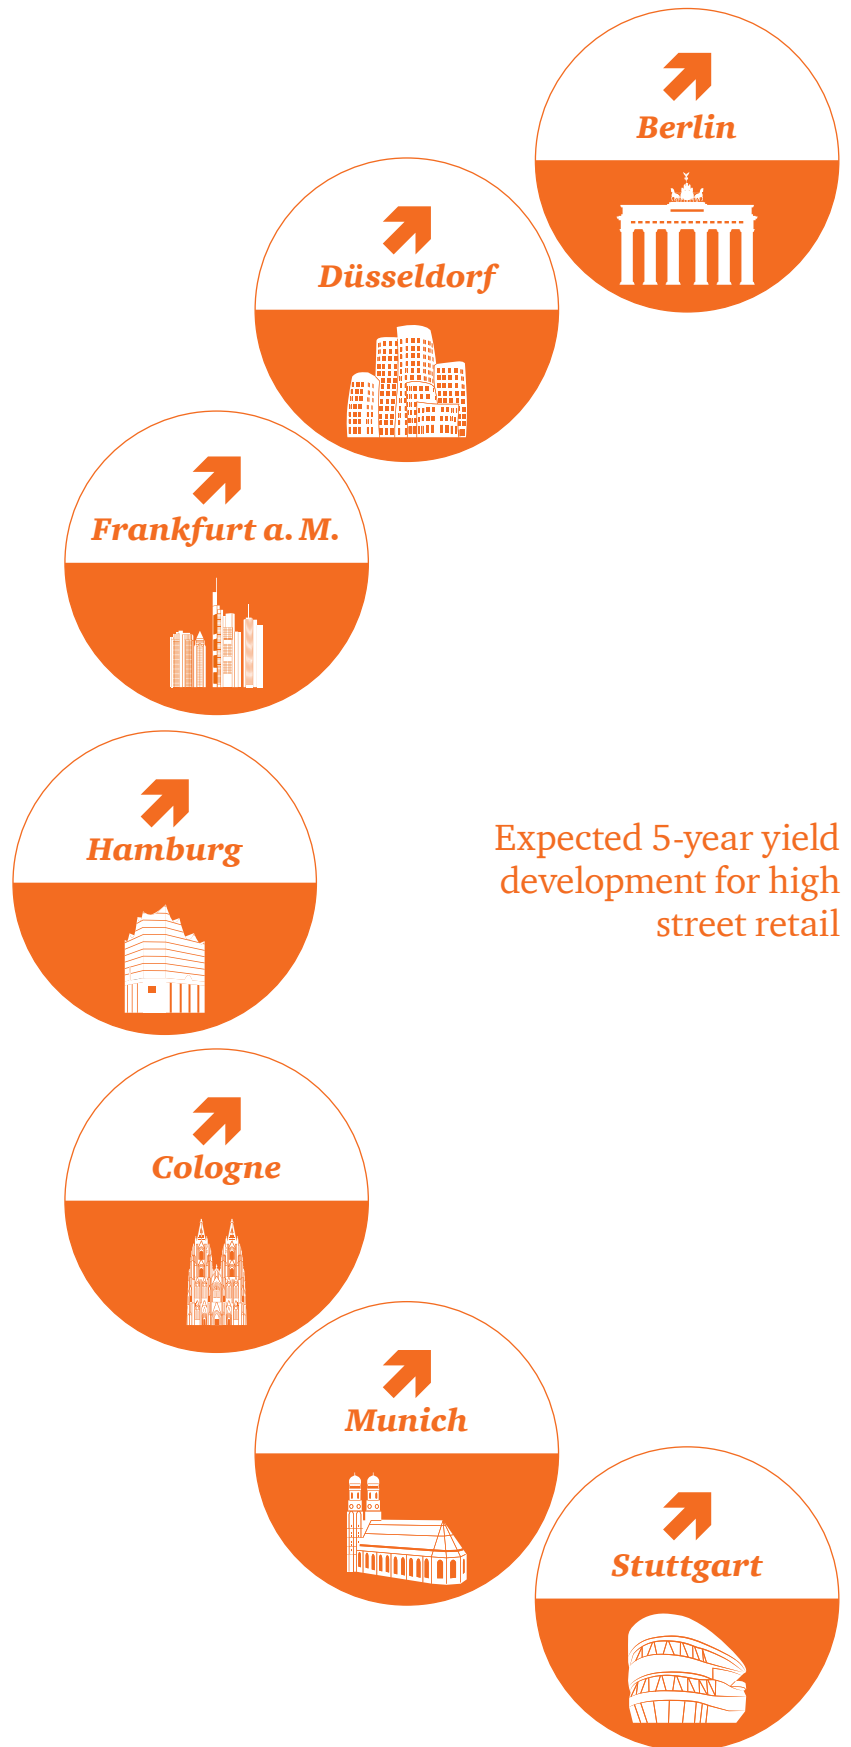 Berlin
Düsseldorf
Frankfurt a. M.
Hamburg
Expected 5-year yield
development for high
street retail
Cologne
Munich
Stuttgart